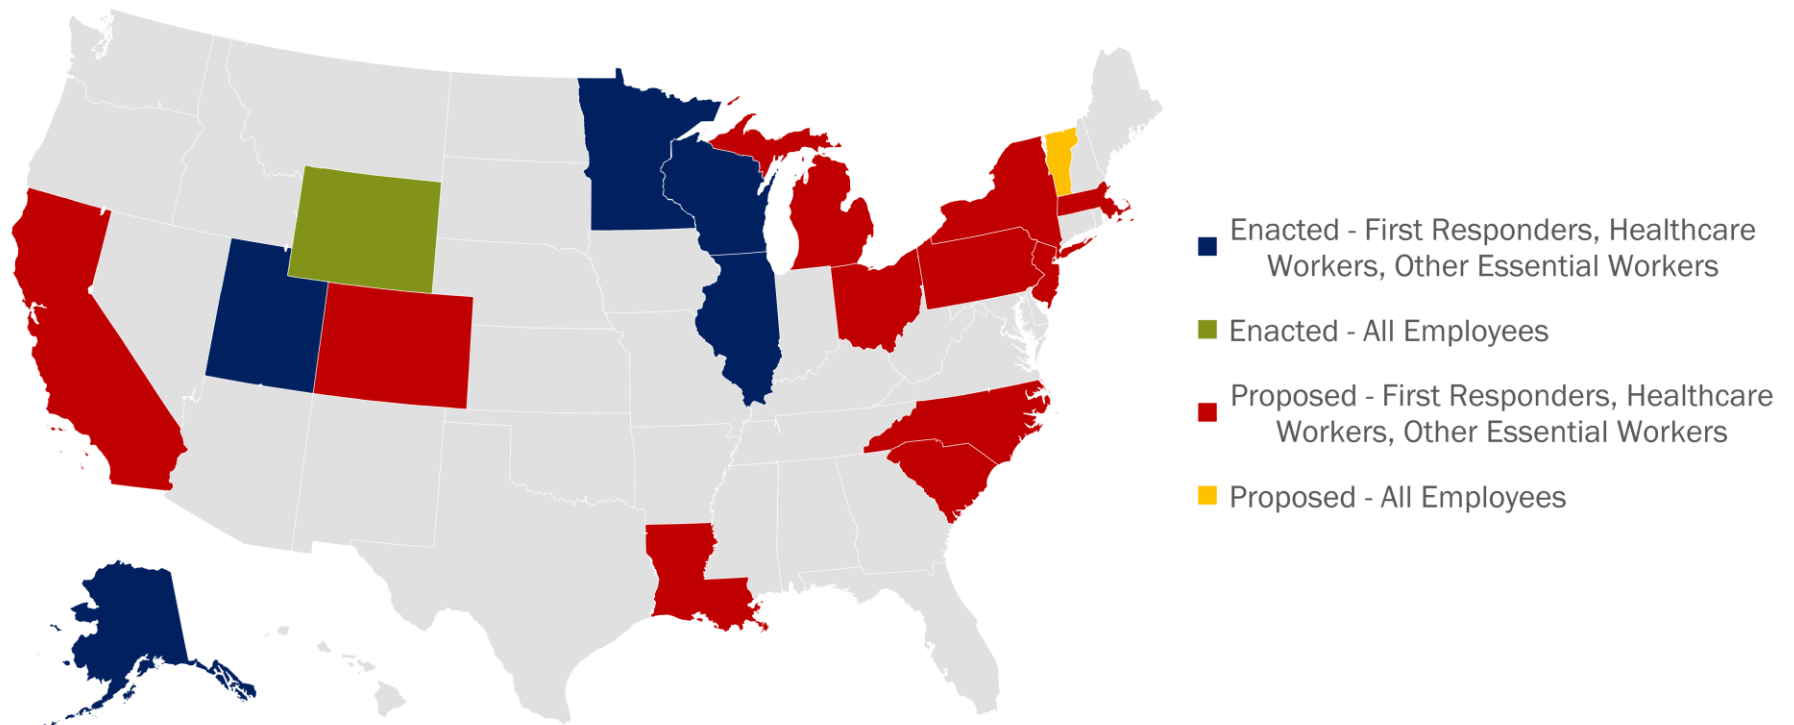 Enacted - First Responders, Healthcare
Workers, Other Essential Workers
Enacted - All Employees
Proposed - First Responders, Healthcare
Workers, Other Essential Workers
Proposed - All Employees